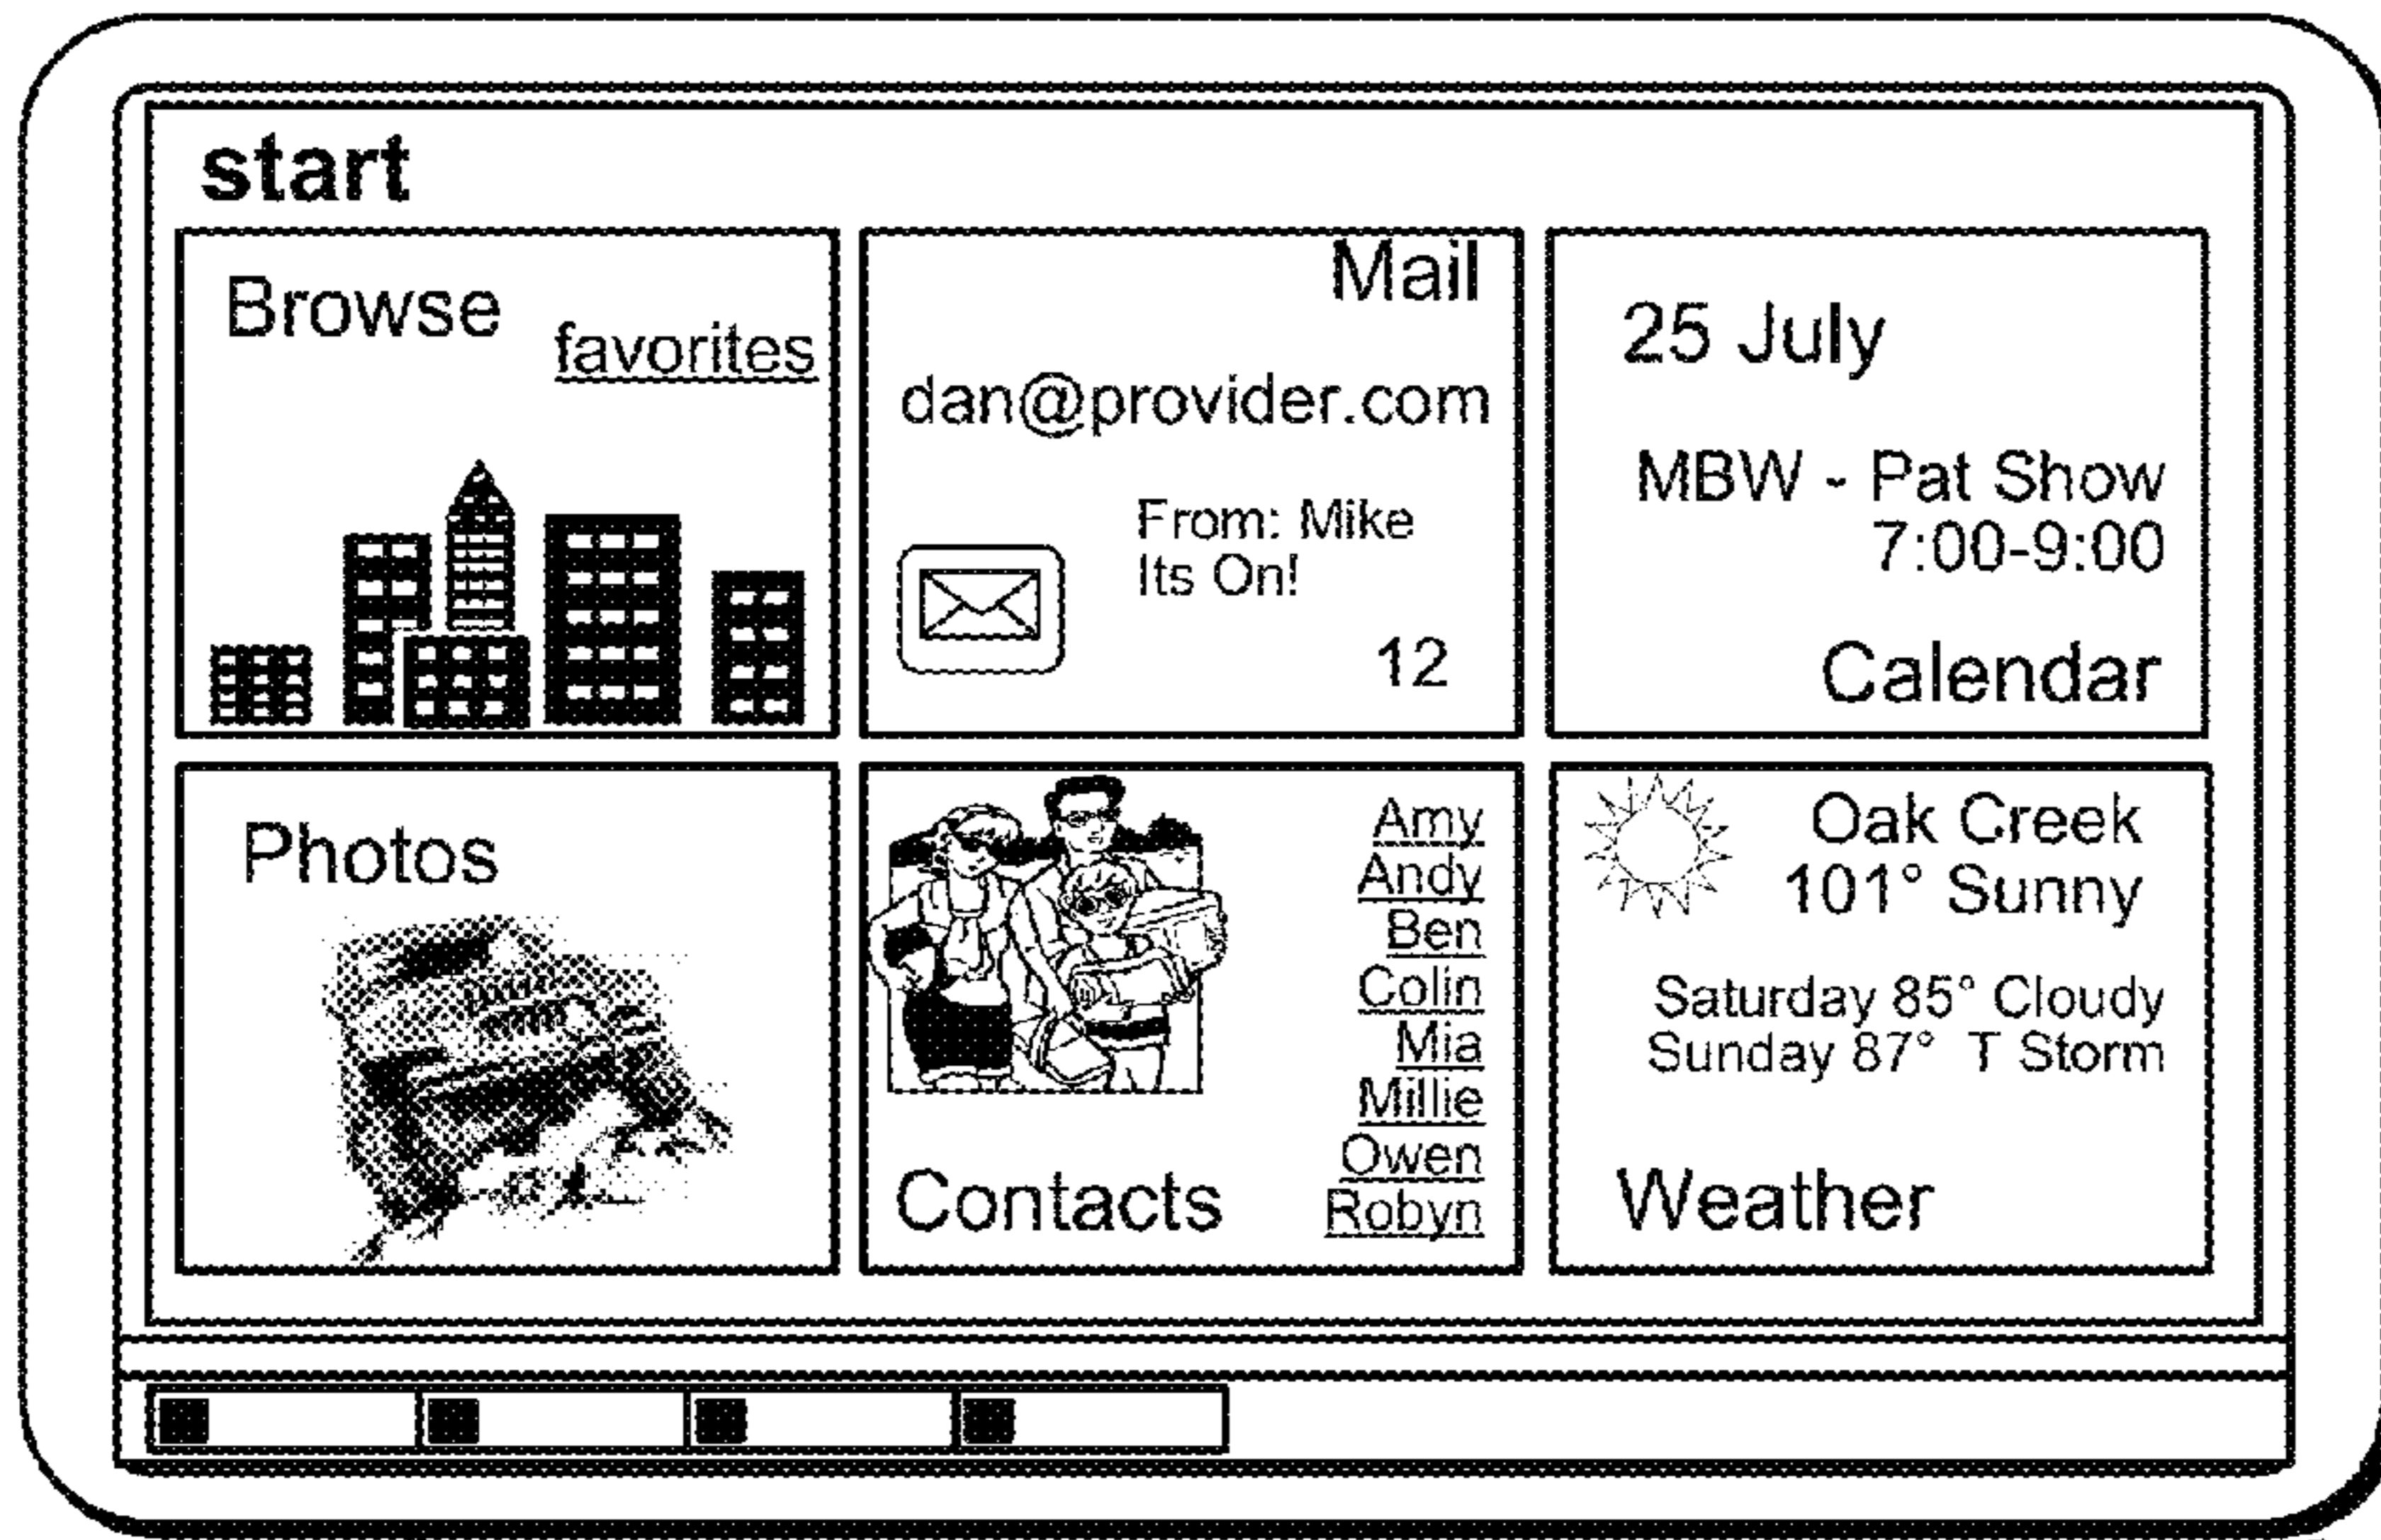 start
Browse
favorites
Mail
dan@provider.com
From: Mike
Its On!
12
25 July
MBW - Pat Show
7:00-9:00
Calendar
Photos
Contacts
Amy
Andy
Ben
Colin
Mia
Millie
Owen
Robyn
Oak Creek
101° Sunny
Saturday 85° Cloudy
Sunday 87° T Storm
Weather